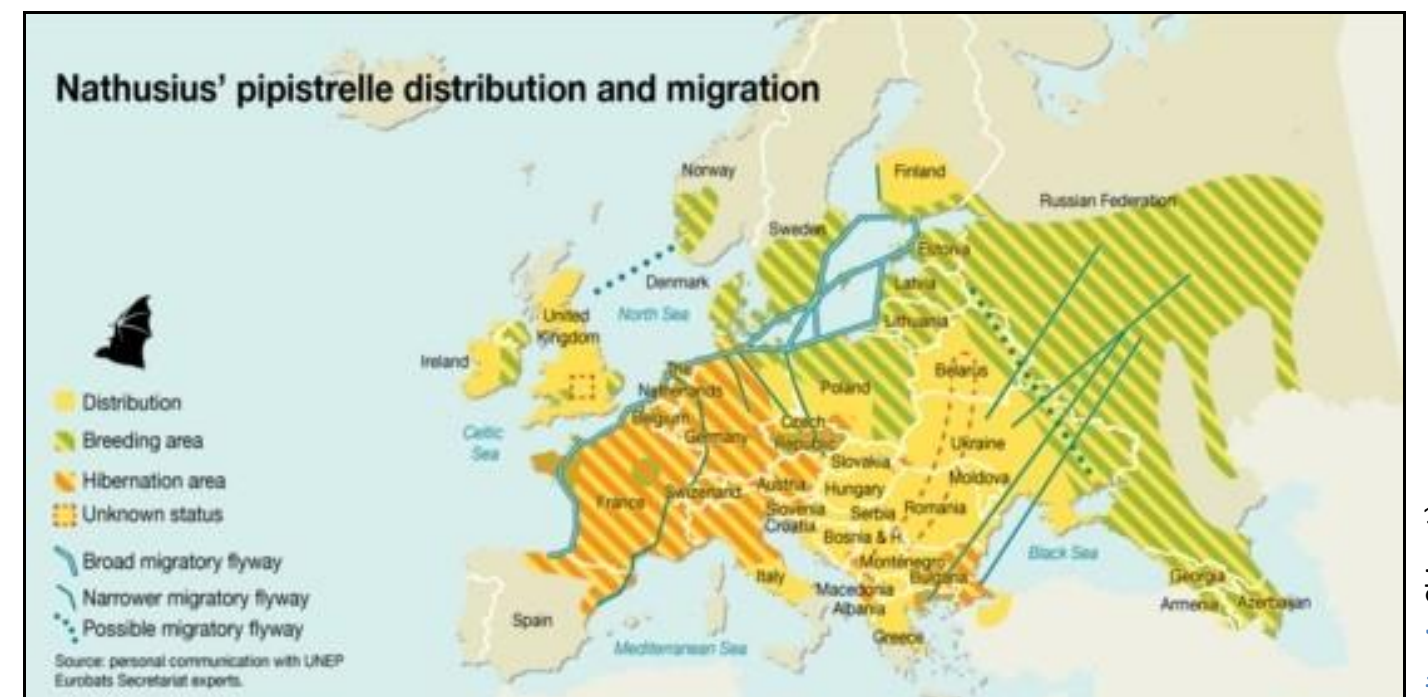 Nathusius' pipistrelle distribution and migration
Norway
Finland
Russian Federation
Sweden
Estonia
Denmark
Latvia
North Sea
United
Kingdom
Lithuania
Ireland
The
Netherlands
Belarus
Poland
Belgium
Germany
Czech
Republic
Celtic
Sea
Ukraine
Slovakia
Moldova
Austria
Hungary
Switzerland
France
Slovenia
Serbia
Romania
Croatia
Bosnia & H.
Black Sea
Montenegro
Bulgaria
Italy
Georgia
Macedonia
Armenia
Albania
Spain
Greece
Mediterranean Sea
Distribution
Breeding area
Hibernation area
Unknown status
Broad migratory flyway
Narrower migratory flyway
Possible migratory flyway
Source: personal communication with UNEP
Eurobats Secretariat experts.